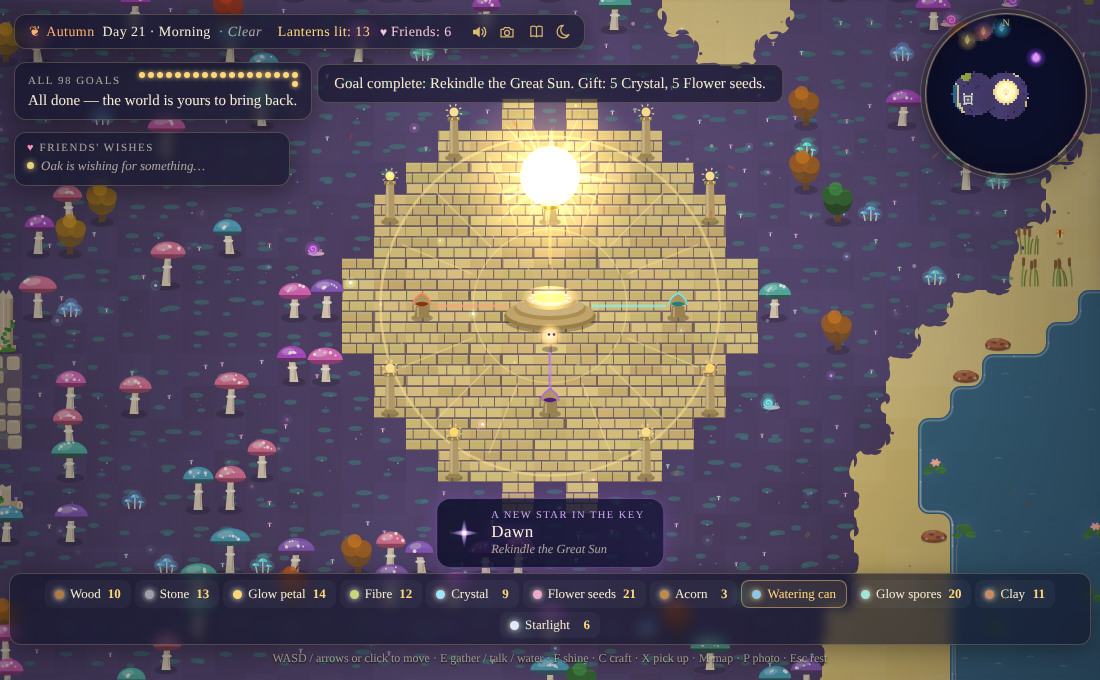 Autumn Day 21 · Morning · Clear Lanterns lit: 13 ♥ Friends: 6
N
ALL 98 GOALS
All done — the world is yours to bring back.
Goal complete: Rekindle the Great Sun. Gift: 5 Crystal, 5 Flower seeds.
♥ FRIENDS' WISHES
Oak is wishing for something…
A NEW STAR IN THE KEY
Dawn
Rekindle the Great Sun
Wood 10 Stone 13 Glow petal 14 Fibre 12 Crystal 9 Flower seeds 21 Acorn 3 Watering can Glow spores 20 Clay 11
Starlight 6
WASD / arrows or click to move · E gather / talk / water · F shine · C craft · X pick up · M map · P photo · Esc rest